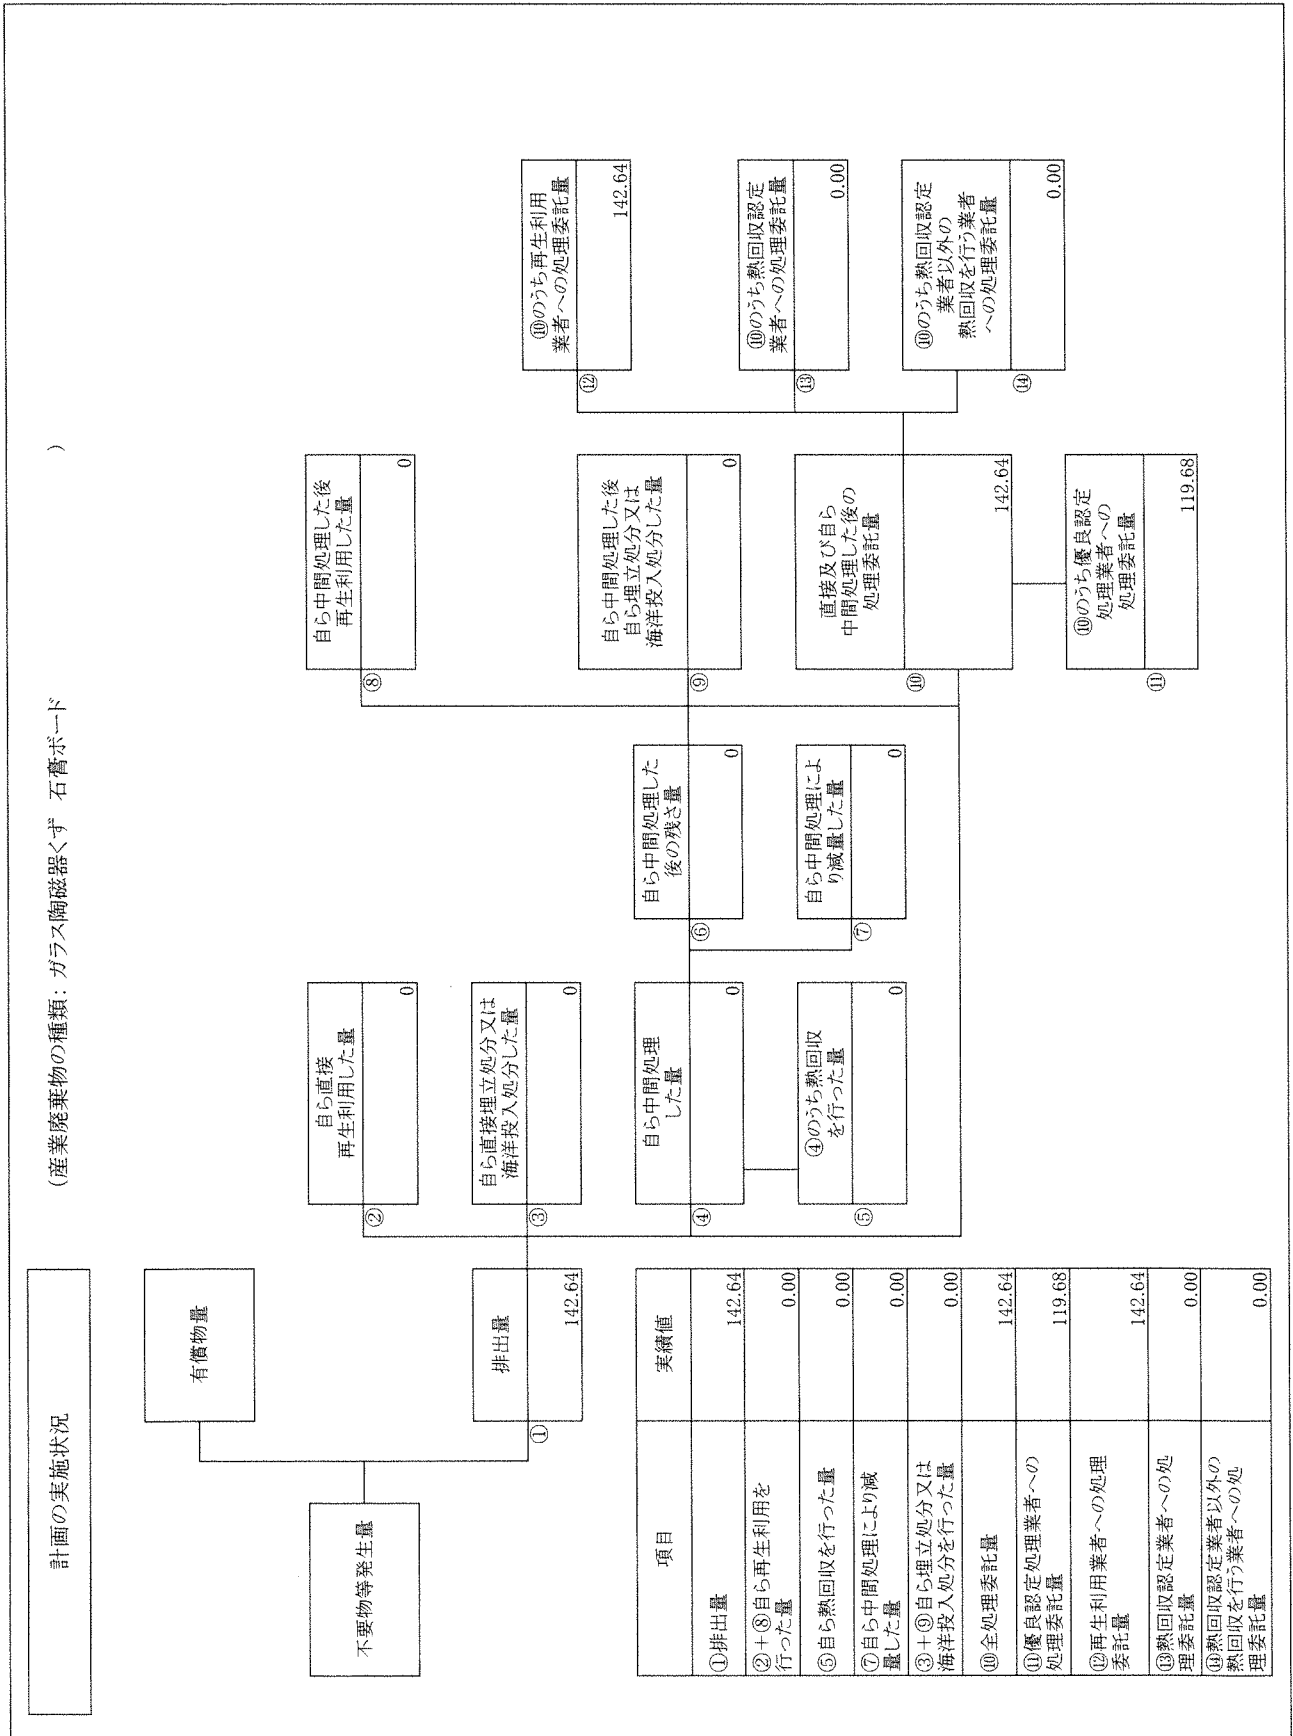 計画の実施状況
(産業廃棄物の種類： ガラス陶磁器くず 石膏ボード )
不要物等発生量
有償物量
①
排出量
142.64
②
自ら直接
再生利用した量
0
③
自ら直接埋立処分又は
海洋投入処分した量
0
④
自ら中間処理
した量
0
⑤
④のうち熱回収
を行った量
0
⑥
自ら中間処理した
後の残さ量
0
⑦
自ら中間処理によ
り減量した量
0
⑧
自ら中間処理した後
再生利用した量
0
⑨
自ら中間処理した後
自ら埋立処分又は
海洋投入処分した量
0
⑩
直接及び自ら
中間処理した後の
処理委託量
142.64
⑪
⑩のうち優良認定
処理業者への
処理委託量
119.68
⑫
⑩のうち再生利用
業者への処理委託量
142.64
⑬
⑩のうち熱回収認定
業者への処理委託量
0.00
⑭
⑩のうち熱回収認定
業者以外の
熱回収を行う業者
への処理委託量
0.00
項目 実績値
①排出量 142.64
②+⑧自ら再生利用を
行った量 0.00
⑤自ら熱回収を行った量 0.00
⑦自ら中間処理により減
量した量 0.00
③+⑨自ら埋立処分又は
海洋投入処分を行った量 0.00
⑩全処理委託量 142.64
⑪優良認定処理業者への
処理委託量 119.68
⑫再生利用業者への処理
委託量 142.64
⑬熱回収認定業者への処
理委託量 0.00
⑭熱回収認定業者以外の
熱回収を行う業者への処
理委託量 0.00